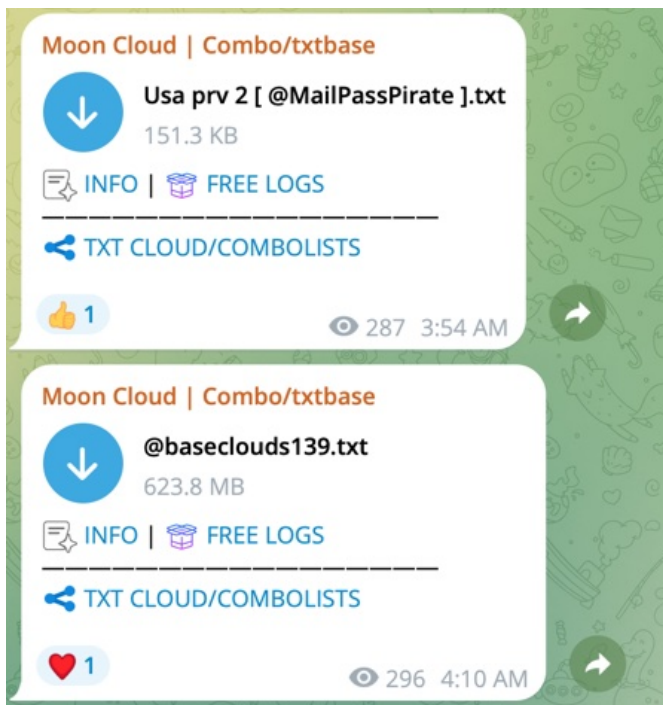 Moon Cloud | Combo/txtbase
Usa prv 2 [ @MailPassPirate ].txt
151.3 KB
INFO | FREE LOGS
TXT CLOUD/COMBOLISTS
1
287 3:54 AM
Moon Cloud | Combo/txtbase
@baseclouds139.txt
623.8 MB
INFO | FREE LOGS
TXT CLOUD/COMBOLISTS
1
296 4:10 AM